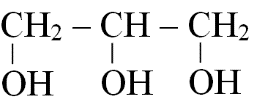 CH₂ – CH – CH₂
OH OH OH